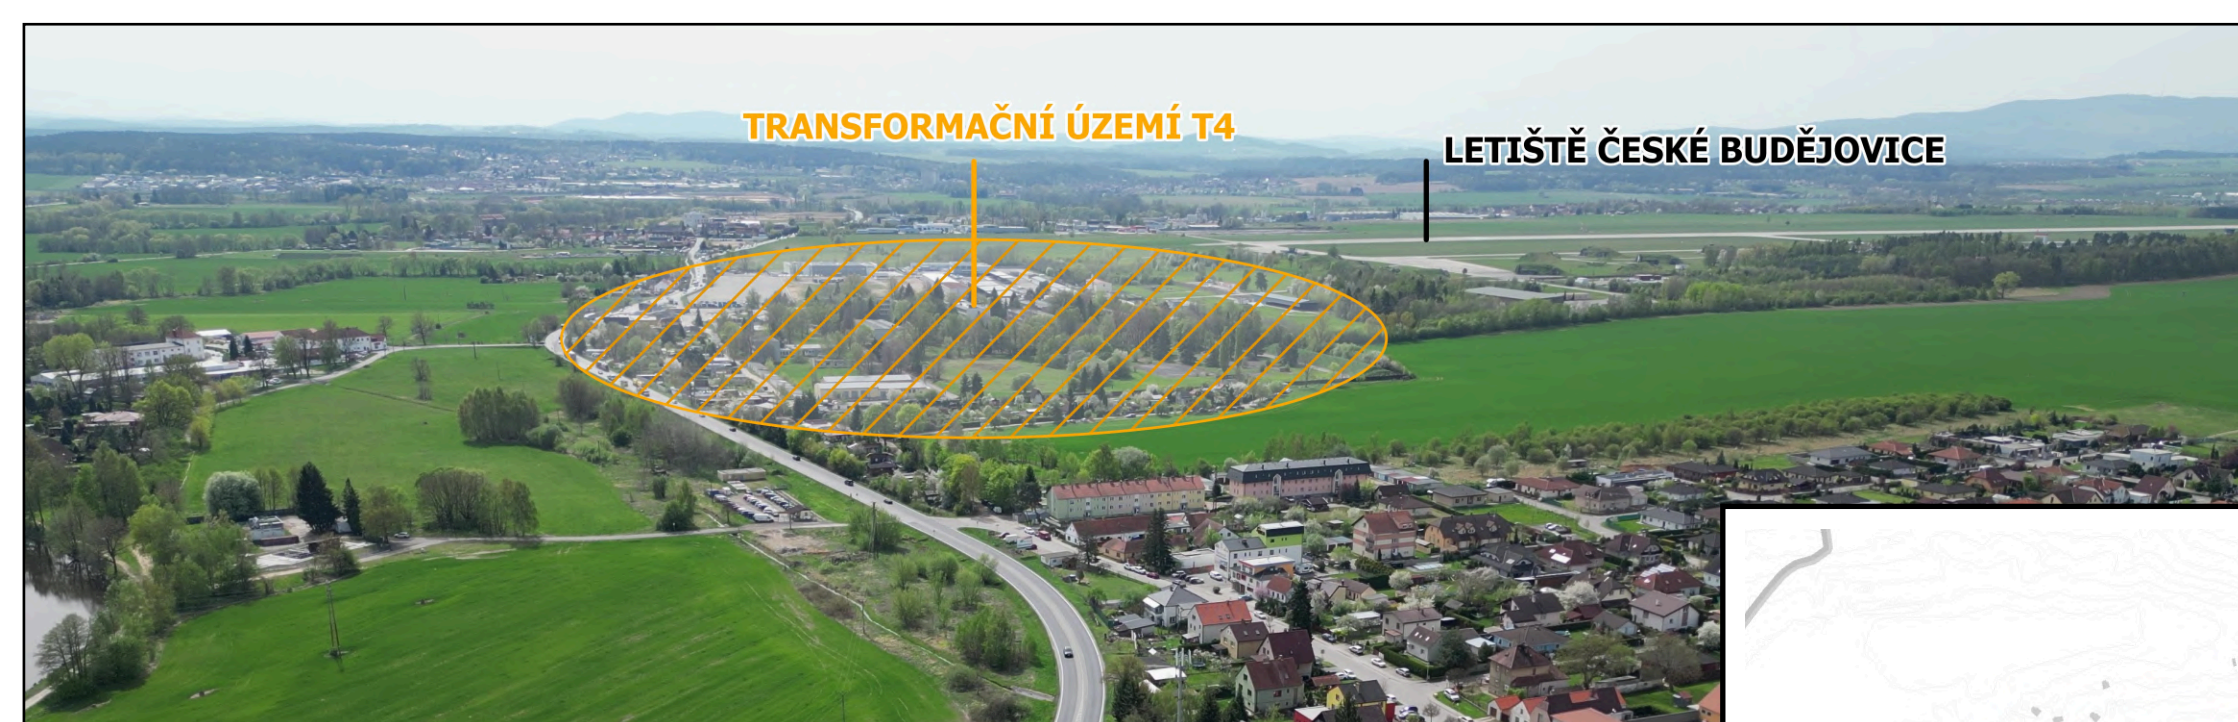 TRANSFORMAČNÍ ÚZEMÍ T4
LETIŠTĚ ČESKÉ BUDĚJOVICE